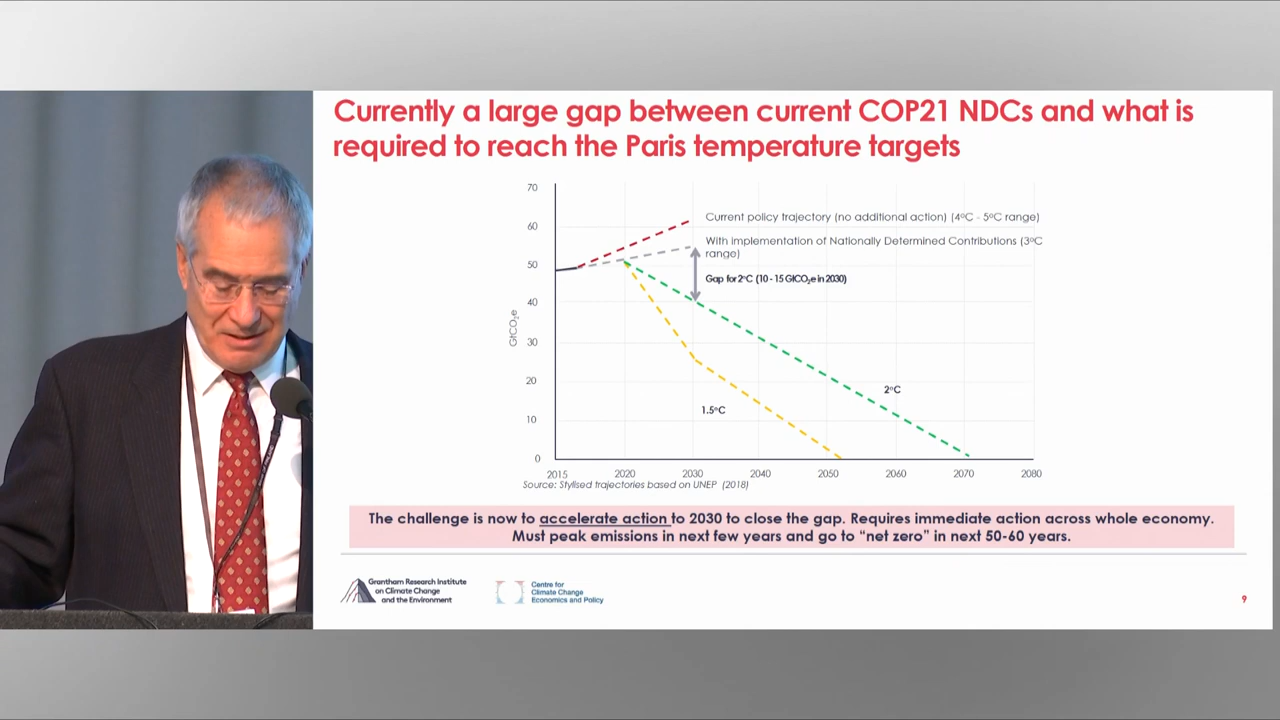 Currently a large gap between current COP21 NDCs and what is
required to reach the Paris temperature targets
70
60
50
40
30
20
10
0
GtCO₂e
Current policy trajectory (no additional action) (4°C - 5°C range)
With implementation of Nationally Determined Contributions (3°C
range)
Gap for 2°C (10 - 15 GtCO₂e in 2030)
2°C
1.5°C
2015 2020 2030 2040 2050 2060 2070 2080
Source: Stylised trajectories based on UNEP (2018)
The challenge is now to accelerate action to 2030 to close the gap. Requires immediate action across whole economy.
Must peak emissions in next few years and go to “net zero” in next 50-60 years.
Grantham Research Institute
on Climate Change
and the Environment
Centre for
Climate Change
Economics and Policy
9